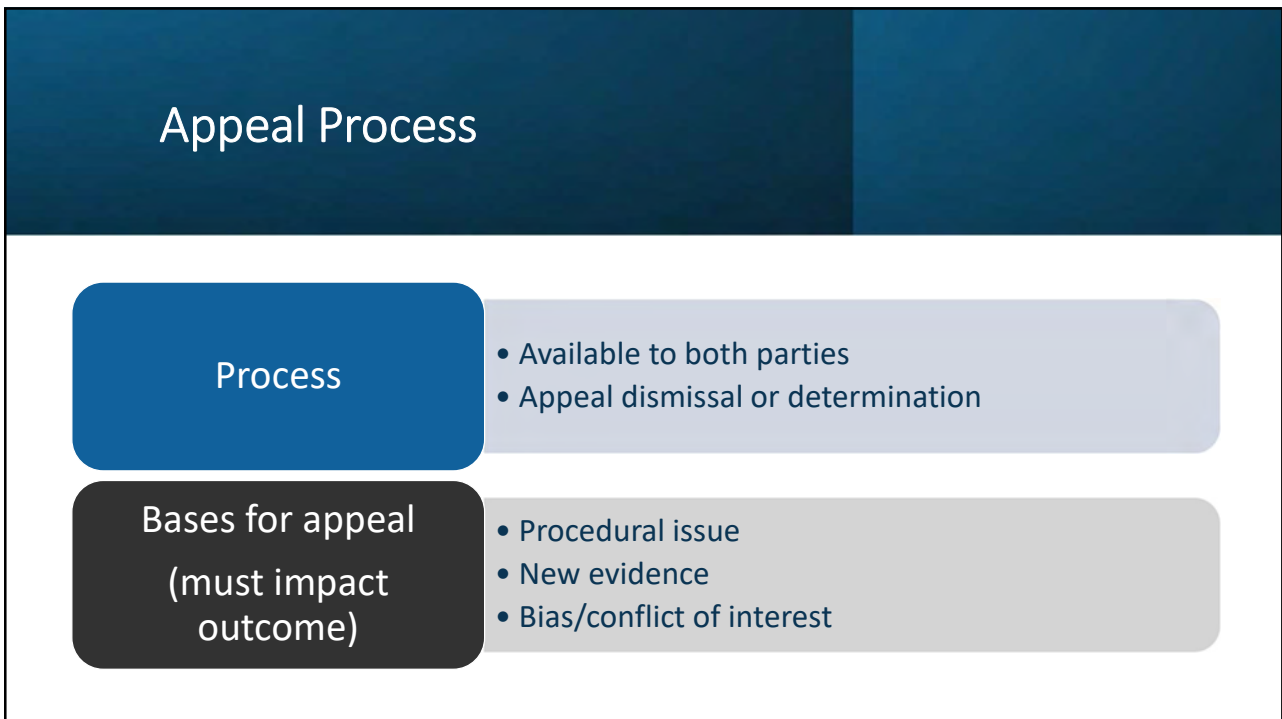 Appeal Process
Process
• Available to both parties
• Appeal dismissal or determination
Bases for appeal
(must impact
outcome)
• Procedural issue
• New evidence
• Bias/conflict of interest